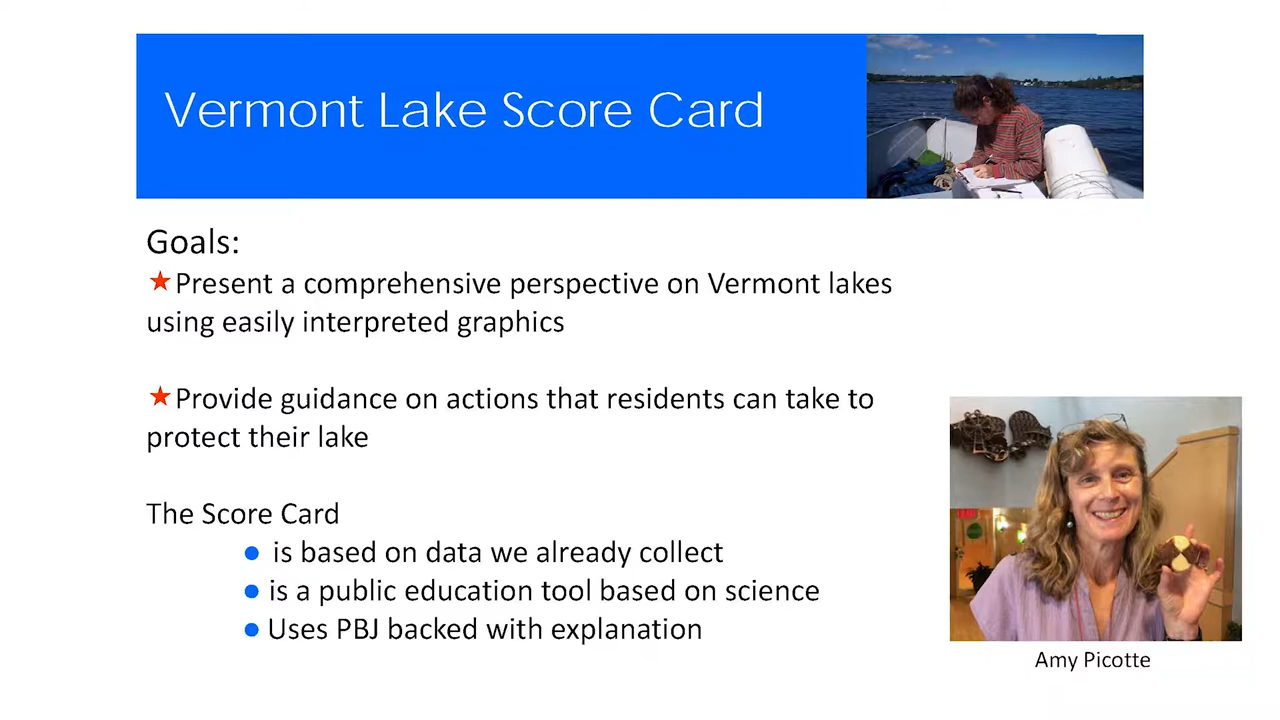 Vermont Lake Score Card
Goals:
★Present a comprehensive perspective on Vermont lakes
using easily interpreted graphics
★Provide guidance on actions that residents can take to
protect their lake
The Score Card
● is based on data we already collect
● is a public education tool based on science
● Uses PBJ backed with explanation
Amy Picotte